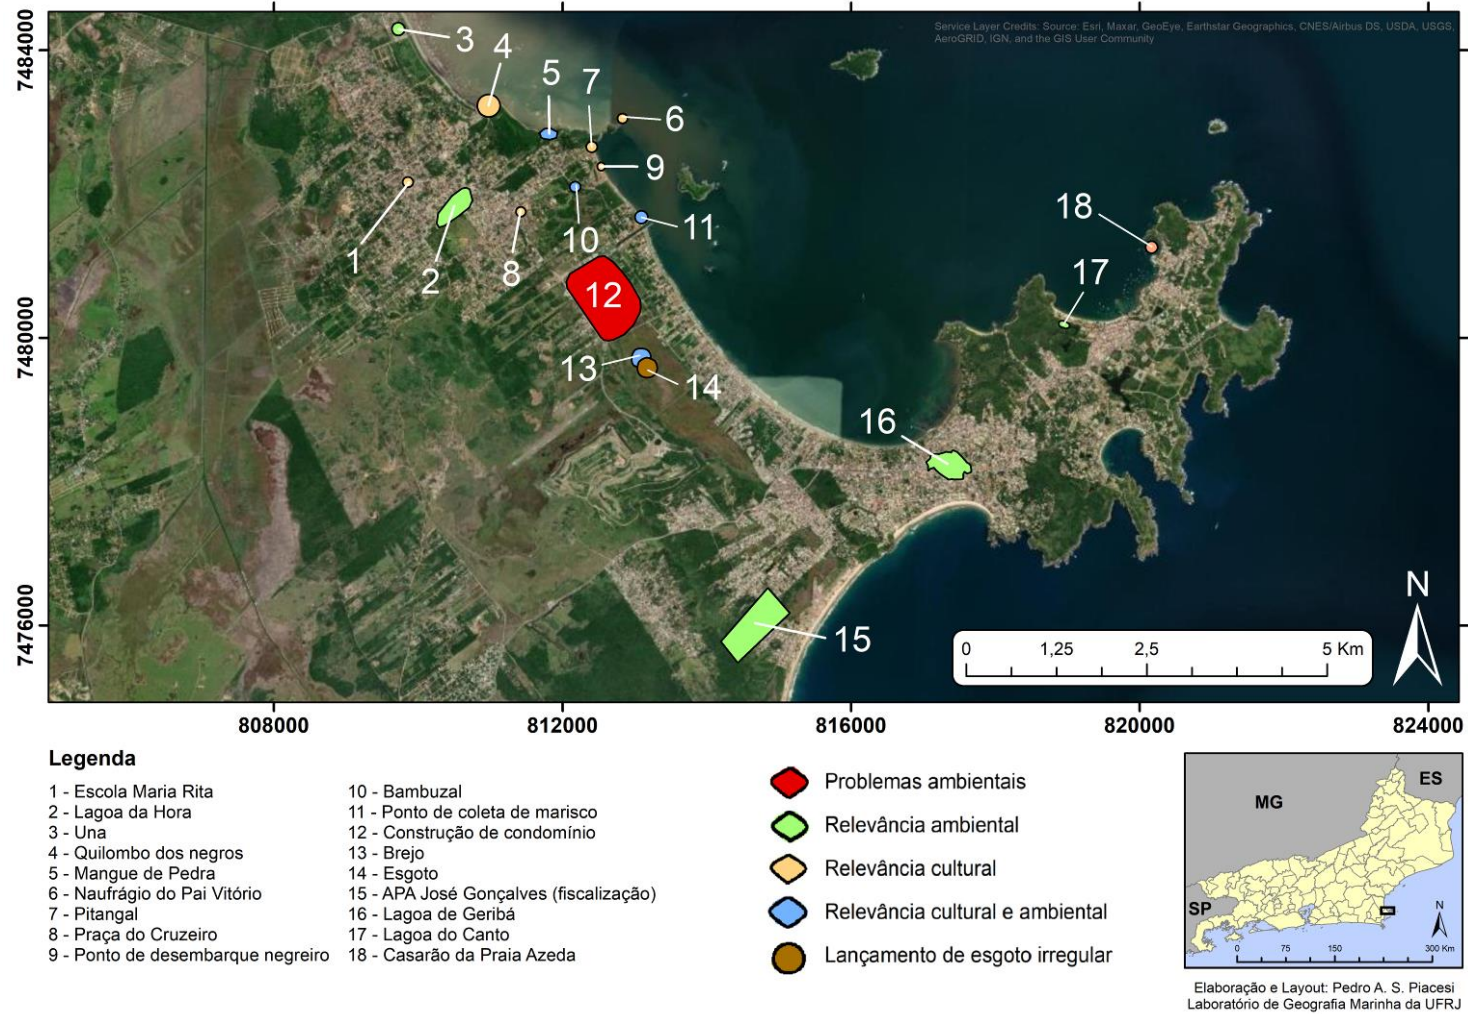 Service Layer Credits: Source: Esri, Maxar, GeoEye, Earthstar Geographics, CNES/Airbus DS, USDA, USGS,
AeroGRID, IGN, and the GIS User Community
7484000
7480000
7476000
3
4
5
7
6
9
1
2
8
10
11
18
17
12
13
14
16
15
N
0 1,25 2,5 5 Km
808000 812000 816000 820000 824000
Legenda
1 - Escola Maria Rita
2 - Lagoa da Hora
3 - Una
4 - Quilombo dos negros
5 - Mangue de Pedra
6 - Naufrágio do Pai Vitório
7 - Pitangal
8 - Praça do Cruzeiro
9 - Ponto de desembarque negreiro
10 - Bambuzal
11 - Ponto de coleta de marisco
12 - Construção de condomínio
13 - Brejo
14 - Esgoto
15 - APA José Gonçalves (fiscalização)
16 - Lagoa de Geribá
17 - Lagoa do Canto
18 - Casarão da Praia Azeda
Problemas ambientais
Relevância ambiental
Relevância cultural
Relevância cultural e ambiental
Lançamento de esgoto irregular
ES
MG
SP
N
0 75 150 300 Km
Elaboração e Layout: Pedro A. S. Piacesi
Laboratório de Geografia Marinha da UFRJ